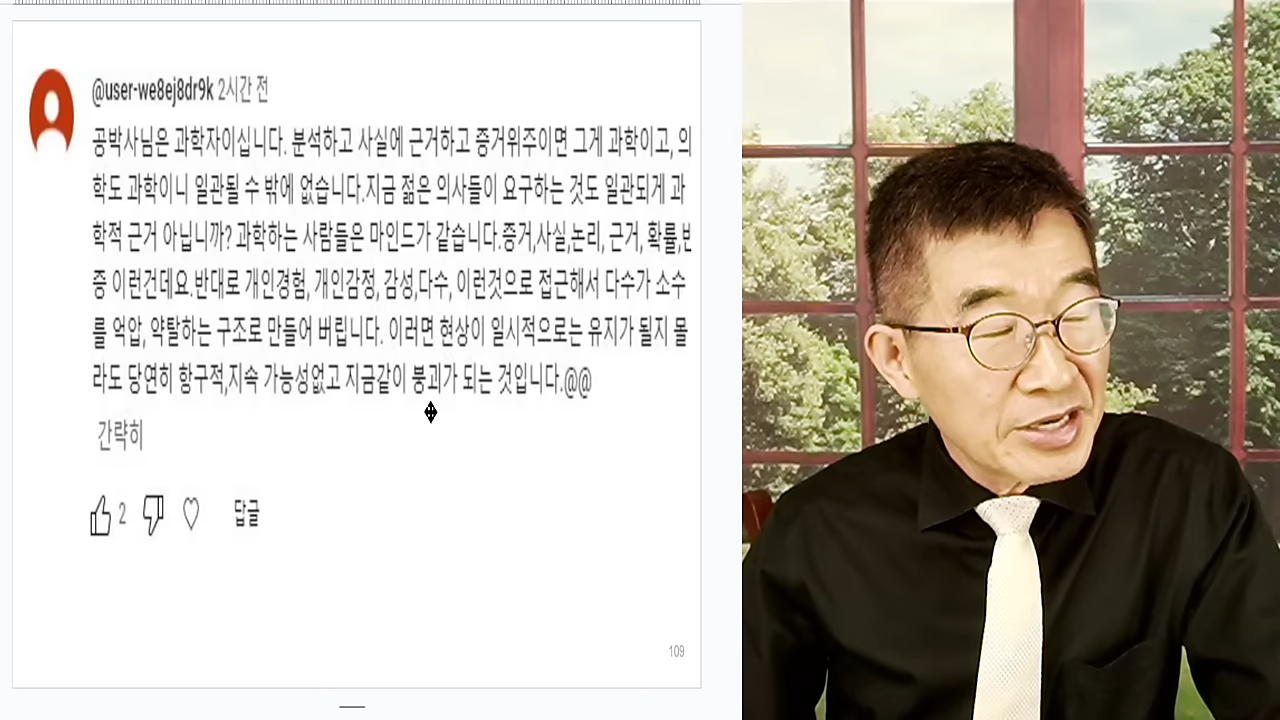 @user-we8ej8dr9k 2시간 전
공박사님은 과학자이십니다. 분석하고 사실에 근거하고 증거위주이면 그게 과학이고, 의
학도 과학이니 일관될 수 밖에 없습니다.지금 젊은 의사들이 요구하는 것도 일관되게 과
학적 근거 아닙니까? 과학하는 사람들은 마인드가 같습니다.증거,사실,논리, 근거, 확률,반
증 이런건데요.반대로 개인경험, 개인감정, 감성,다수, 이런것으로 접근해서 다수가 소수
를 억압, 약탈하는 구조로 만들어 버립니다. 이러면 현상이 일시적으로는 유지가 될지 몰
라도 당연히 항구적,지속 가능성없고 지금같이 붕괴가 되는 것입니다.@@
간략히
2
답글
109